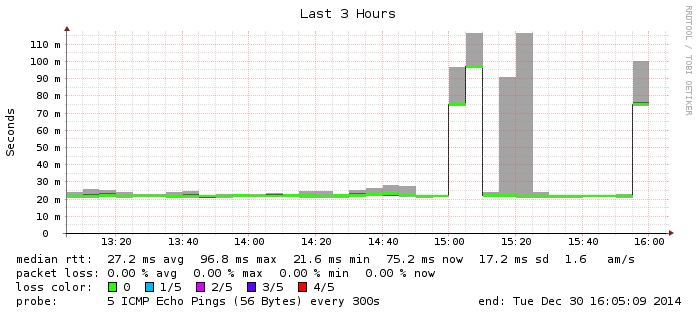 Last 3 Hours
RRDTOOL / TOBI OETIKER
Seconds
110 m
100 m
90 m
80 m
70 m
60 m
50 m
40 m
30 m
20 m
10 m
0
13:20 13:40 14:00 14:20 14:40 15:00 15:20 15:40 16:00
median rtt: 27.2 ms avg 96.8 ms max 21.6 ms min 75.2 ms now 17.2 ms sd 1.6 am/s
packet loss: 0.00 % avg 0.00 % max 0.00 % min 0.00 % now
loss color: 0 1/5 2/5 3/5 4/5
probe: 5 ICMP Echo Pings (56 Bytes) every 300s end: Tue Dec 30 16:05:09 2014